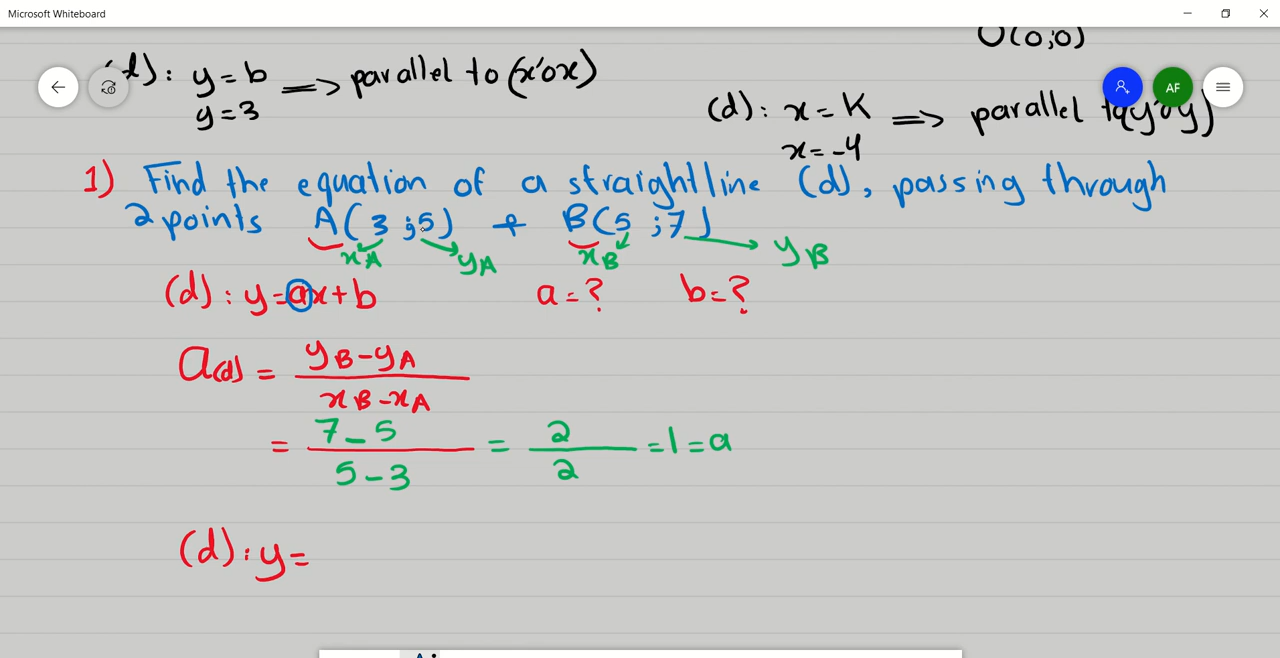 Microsoft Whiteboard
O(0;0)
(d): y = b => parallel to (x'ox)
y = 3
AF
(d): x = K => parallel to (y'oy)
x = -4
1) Find the equation of a straightline (d), passing through
2 points A(3 ;5) + B(5 ;7)
xA yA xB yB
(d): y = ax + b a = ? b = ?
a(d) = yB - yA / xB - xA
= 7 - 5 / 5 - 3 = 2 / 2 = 1 = a
(d): y =